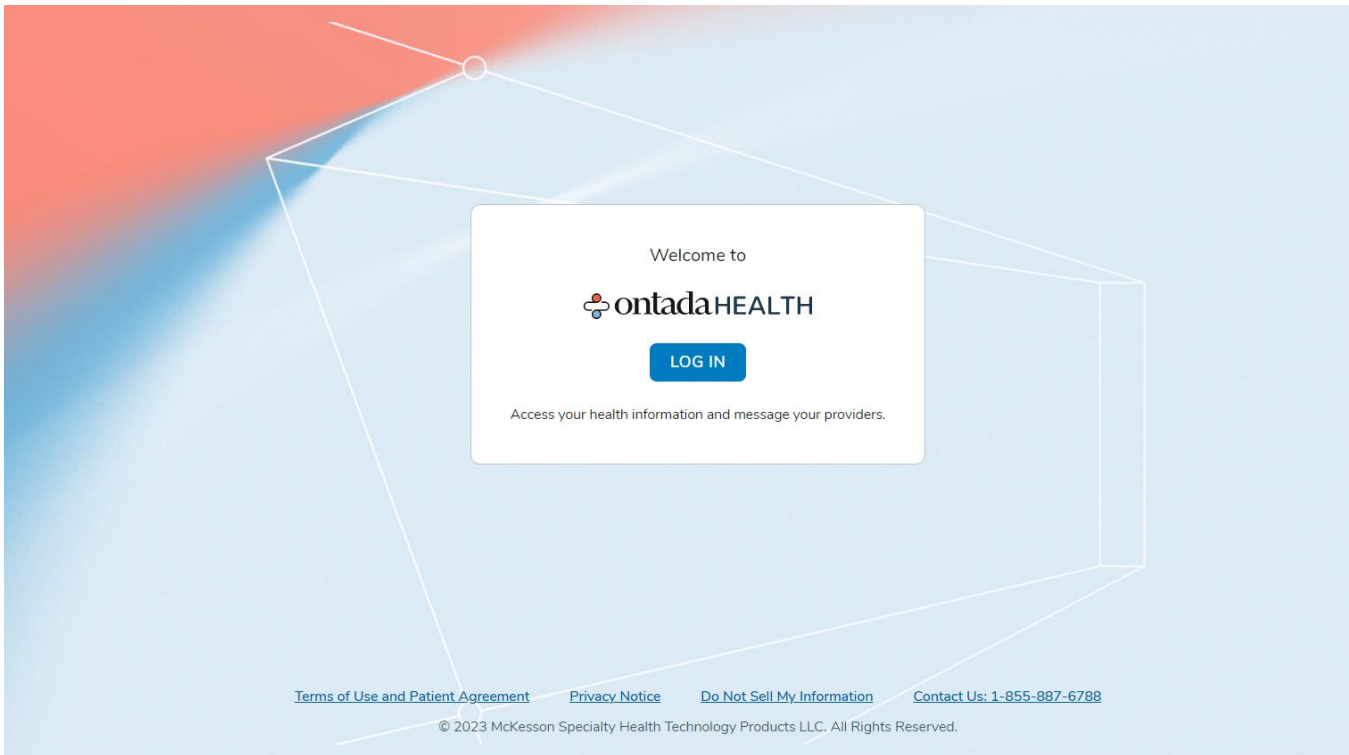 Welcome to
ontada HEALTH
LOG IN
Access your health information and message your providers.
Terms of Use and Patient Agreement Privacy Notice Do Not Sell My Information Contact Us: 1-855-887-6788
© 2023 McKesson Specialty Health Technology Products LLC. All Rights Reserved.